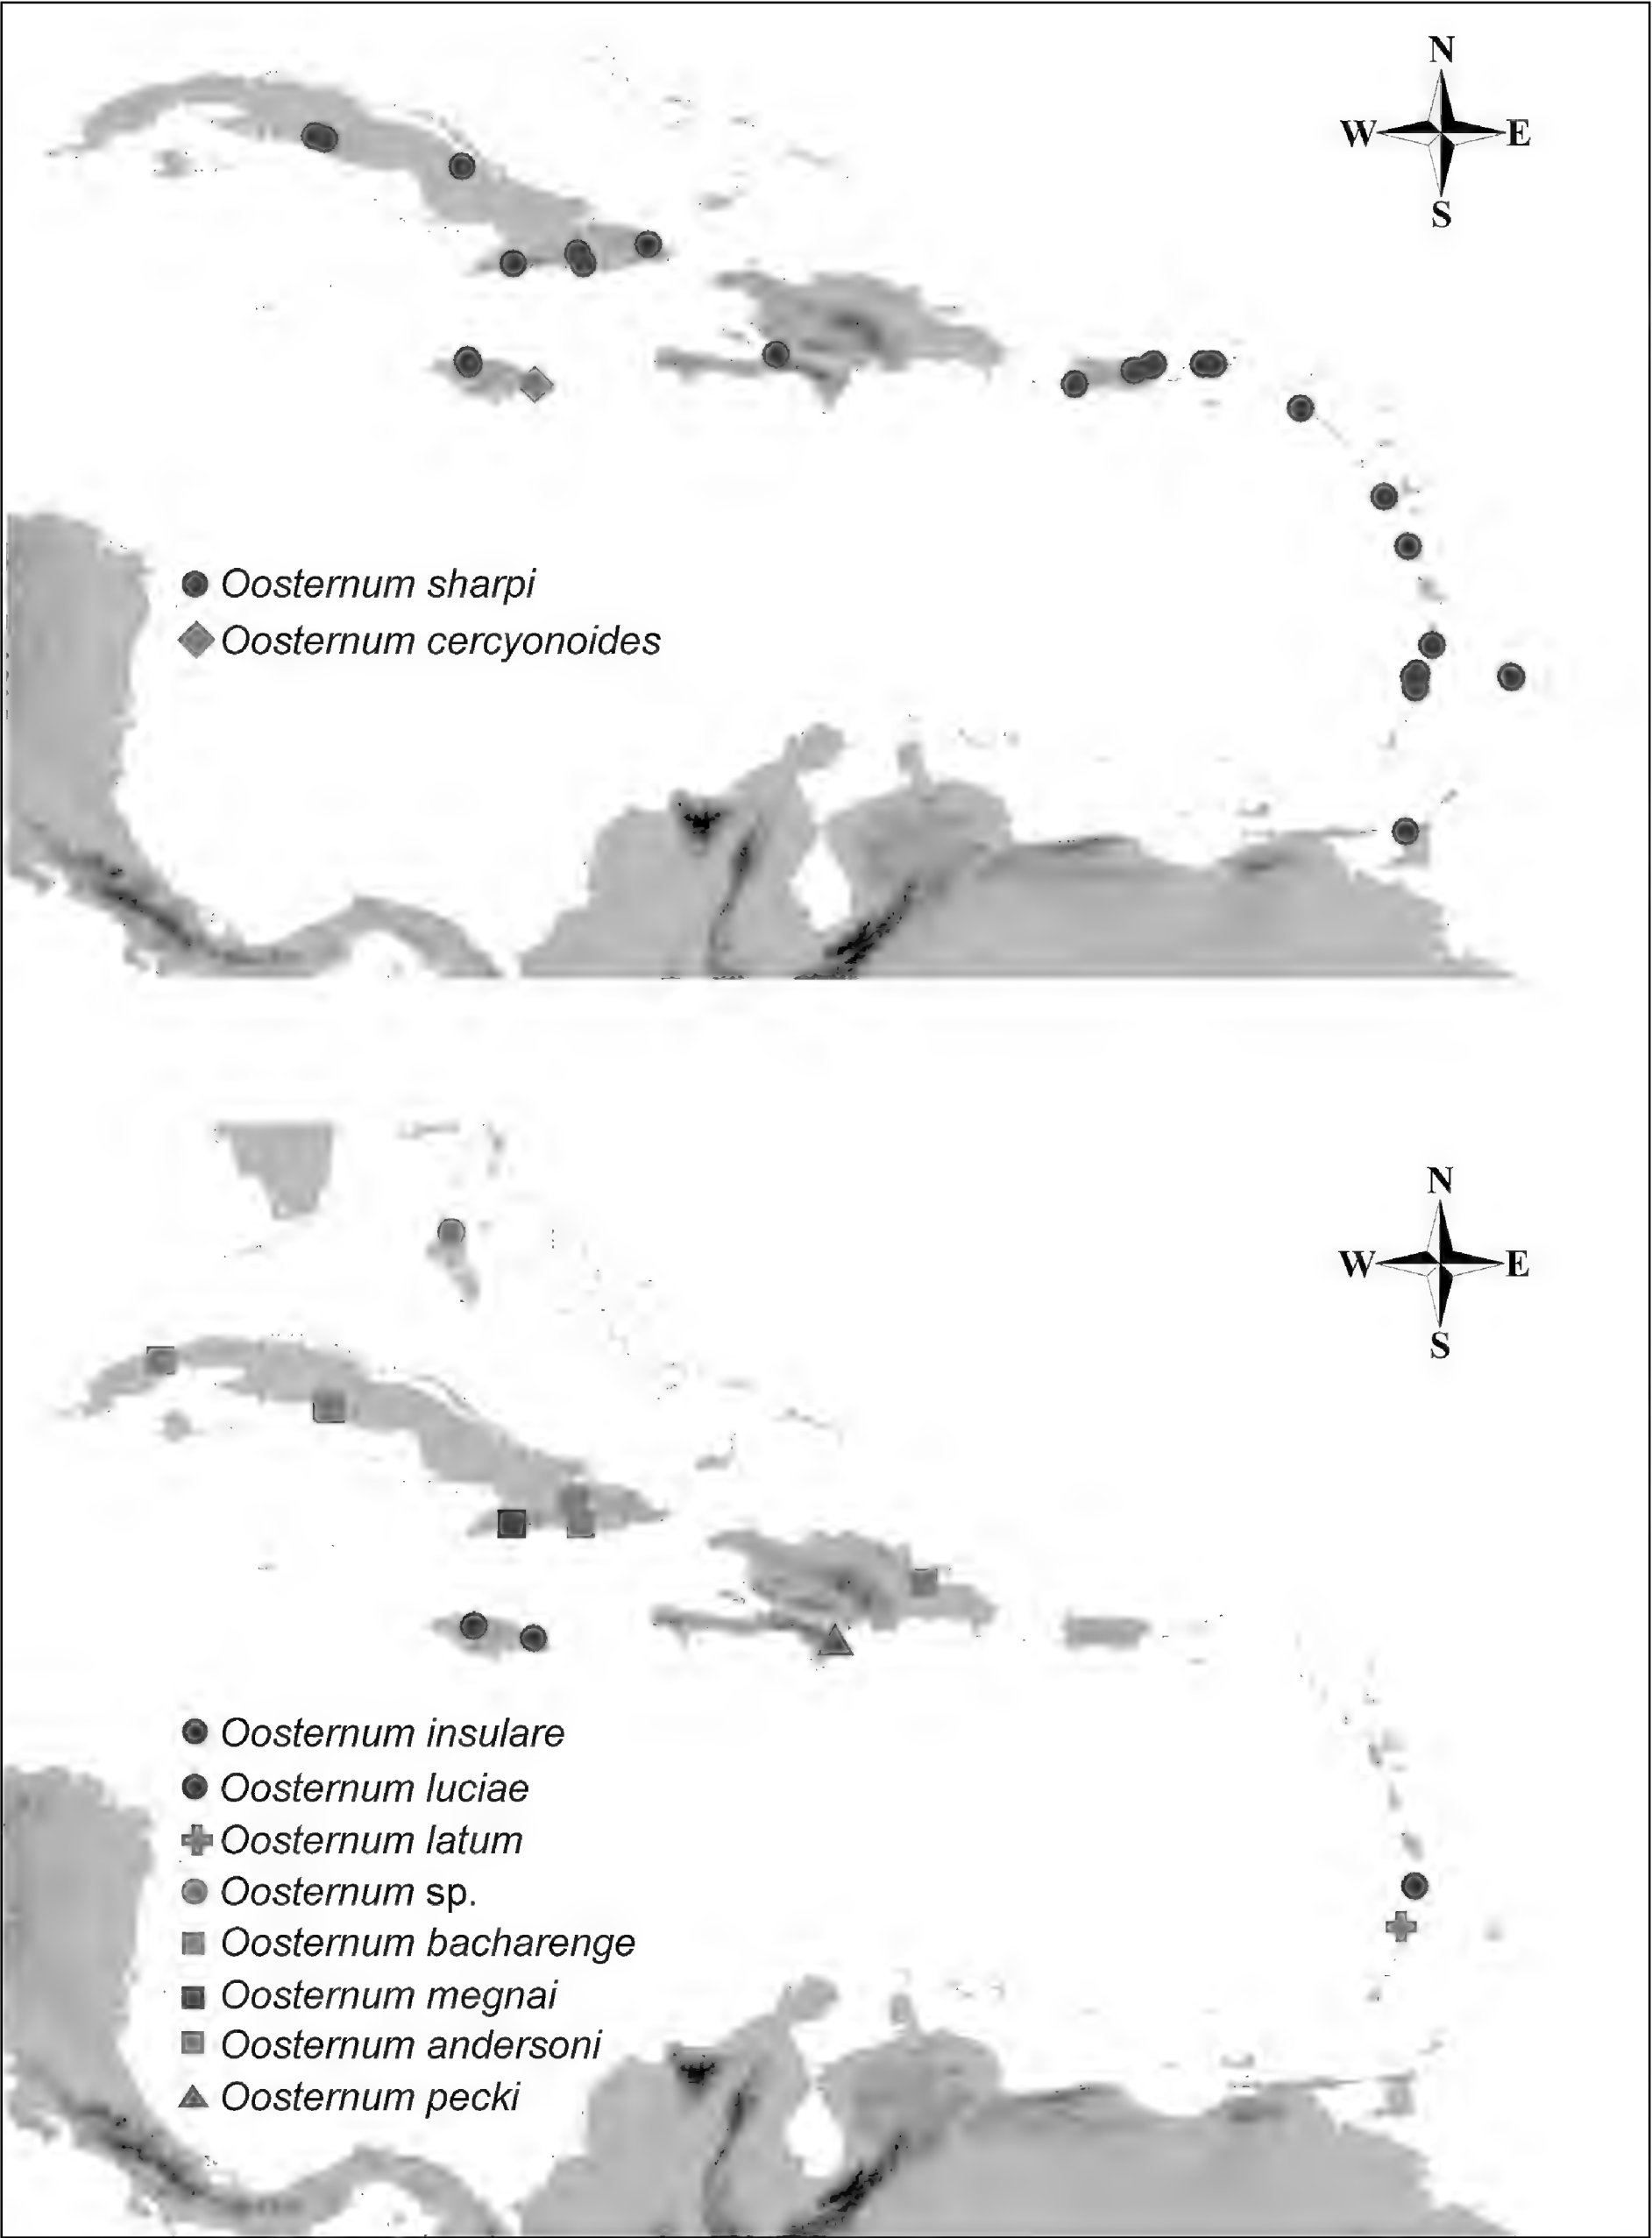 N
W E
S
Oosternum sharpi
Oosternum cercyonoides
N
W E
S
Oosternum insulare
Oosternum luciae
Oosternum latum
Oosternum sp.
Oosternum bacharenge
Oosternum megnai
Oosternum andersoni
Oosternum pecki